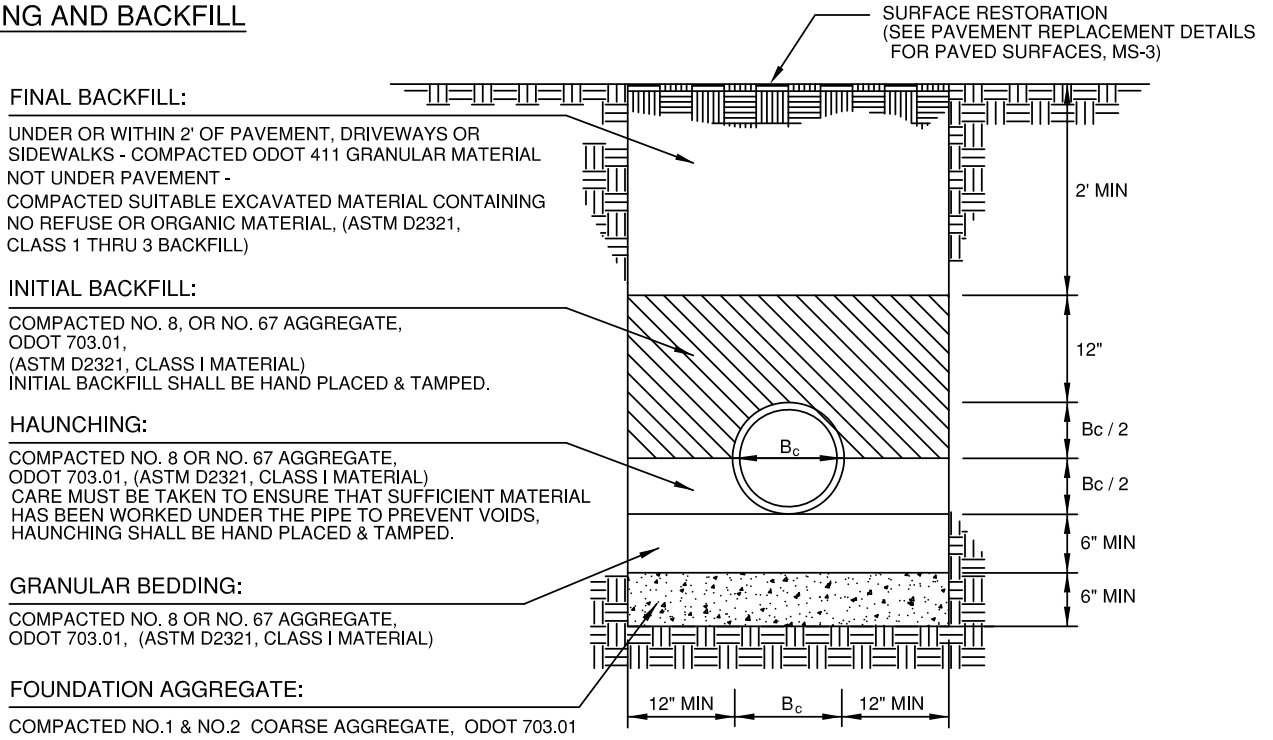 NG AND BACKFILL
SURFACE RESTORATION
(SEE PAVEMENT REPLACEMENT DETAILS
FOR PAVED SURFACES, MS-3)
FINAL BACKFILL:
UNDER OR WITHIN 2' OF PAVEMENT, DRIVEWAYS OR
SIDEWALKS - COMPACTED ODOT 411 GRANULAR MATERIAL
NOT UNDER PAVEMENT -
COMPACTED SUITABLE EXCAVATED MATERIAL CONTAINING
NO REFUSE OR ORGANIC MATERIAL, (ASTM D2321,
CLASS 1 THRU 3 BACKFILL)
INITIAL BACKFILL:
COMPACTED NO. 8, OR NO. 67 AGGREGATE,
ODOT 703.01,
(ASTM D2321, CLASS I MATERIAL)
INITIAL BACKFILL SHALL BE HAND PLACED & TAMPED.
HAUNCHING:
COMPACTED NO. 8 OR NO. 67 AGGREGATE,
ODOT 703.01, (ASTM D2321, CLASS I MATERIAL)
CARE MUST BE TAKEN TO ENSURE THAT SUFFICIENT MATERIAL
HAS BEEN WORKED UNDER THE PIPE TO PREVENT VOIDS,
HAUNCHING SHALL BE HAND PLACED & TAMPED.
GRANULAR BEDDING:
COMPACTED NO. 8 OR NO. 67 AGGREGATE,
ODOT 703.01, (ASTM D2321, CLASS I MATERIAL)
FOUNDATION AGGREGATE:
COMPACTED NO.1 & NO.2 COARSE AGGREGATE, ODOT 703.01
2' MIN
12"
Bc / 2
Bc / 2
6" MIN
6" MIN
Bc
12" MIN
Bc
12" MIN